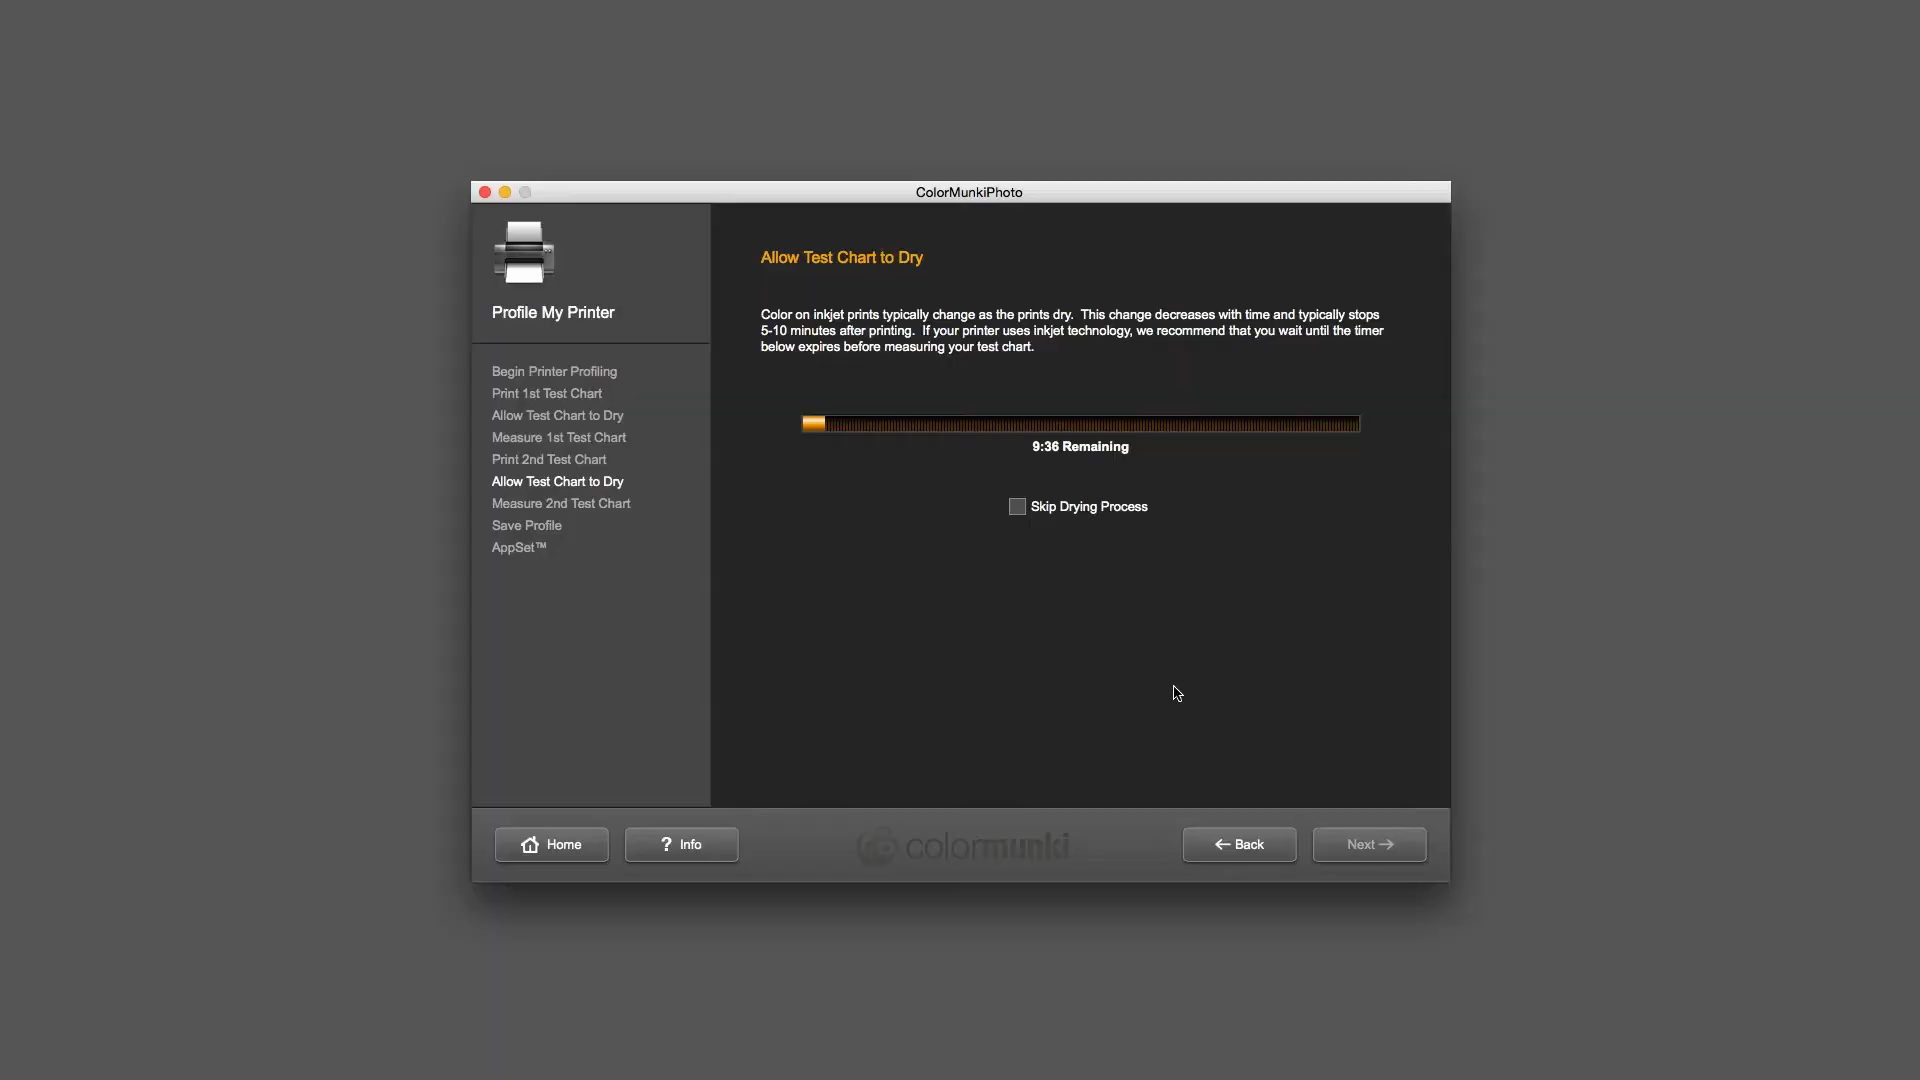 ColorMunkiPhoto
Profile My Printer
Begin Printer Profiling
Print 1st Test Chart
Allow Test Chart to Dry
Measure 1st Test Chart
Print 2nd Test Chart
Allow Test Chart to Dry
Measure 2nd Test Chart
Save Profile
AppSet™
Allow Test Chart to Dry
Color on inkjet prints typically change as the prints dry. This change decreases with time and typically stops
5-10 minutes after printing. If your printer uses inkjet technology, we recommend that you wait until the timer
below expires before measuring your test chart.
9:36 Remaining
Skip Drying Process
Home
? Info
colormunki
← Back
Next →